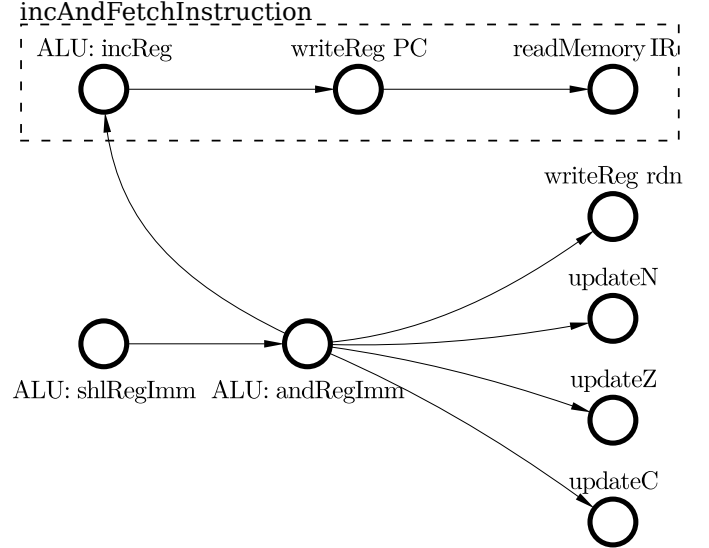 incAndFetchInstruction
ALU: incReg
writeReg PC
readMemory IR
writeReg rdn
updateN
ALU: shlRegImm
ALU: andRegImm
updateZ
updateC